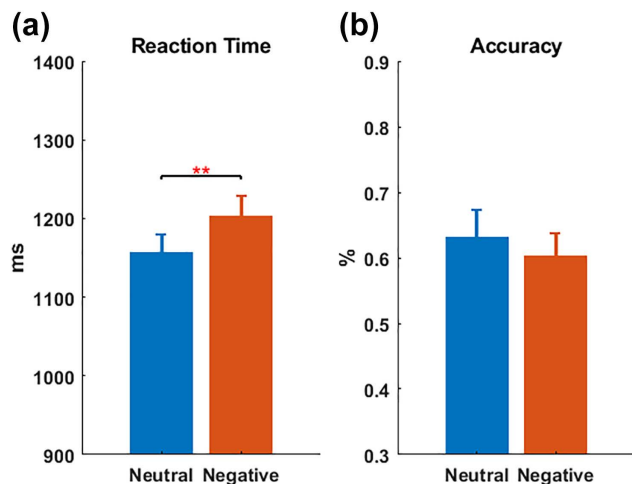 (a)
Reaction Time
1400
1300
1200
1100
1000
900
ms
**
Neutral Negative
(b)
Accuracy
0.9
0.8
0.7
0.6
0.5
0.4
0.3
%
Neutral Negative